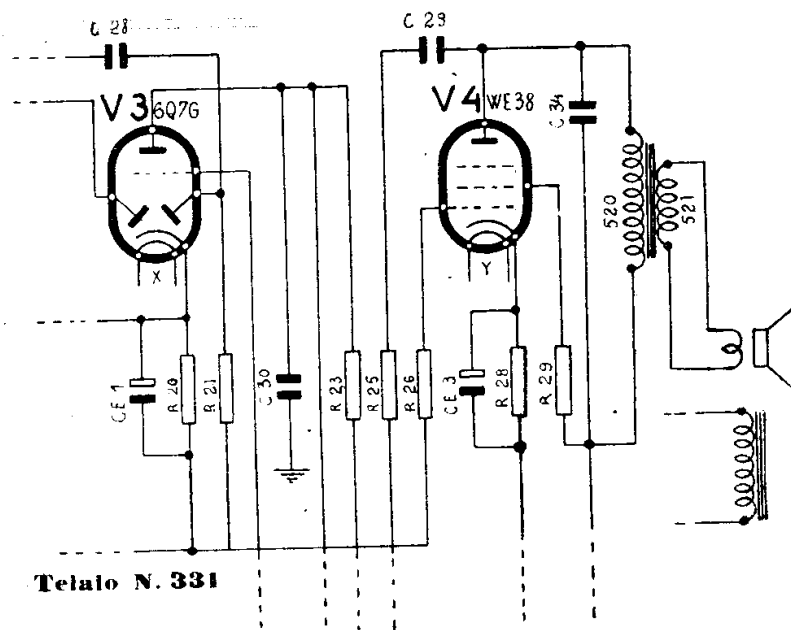 C 28
C 29
V3 6Q7G
V4 WE38
C 34
520
521
X
Y
CE 1
R 20
R 21
C 30
R 23
R 25
R 26
CE 3
R 28
R 29
Telaio N. 331